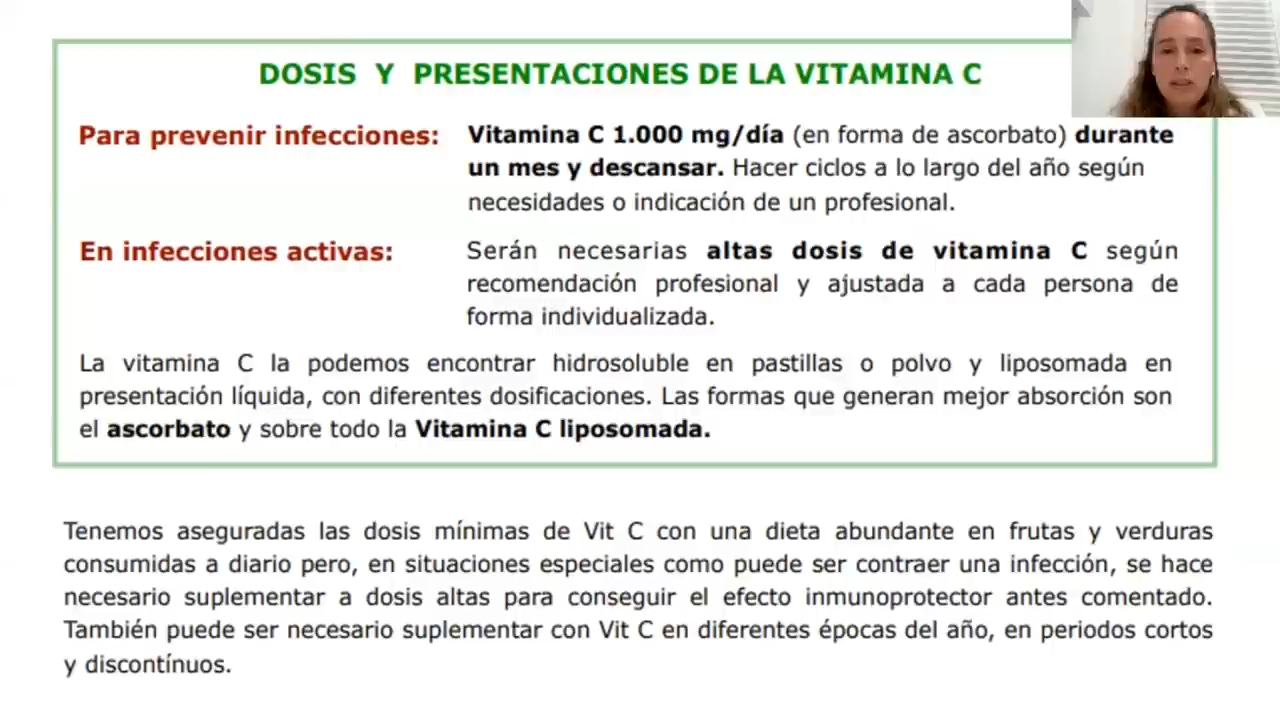 DOSIS Y PRESENTACIONES DE LA VITAMINA C
Para prevenir infecciones: Vitamina C 1.000 mg/día (en forma de ascorbato) durante
un mes y descansar. Hacer ciclos a lo largo del año según
necesidades o indicación de un profesional.
En infecciones activas: Serán necesarias altas dosis de vitamina C según
recomendación profesional y ajustada a cada persona de
forma individualizada.
La vitamina C la podemos encontrar hidrosoluble en pastillas o polvo y liposomada en
presentación líquida, con diferentes dosificaciones. Las formas que generan mejor absorción son
el ascorbato y sobre todo la Vitamina C liposomada.
Tenemos aseguradas las dosis mínimas de Vit C con una dieta abundante en frutas y verduras
consumidas a diario pero, en situaciones especiales como puede ser contraer una infección, se hace
necesario suplementar a dosis altas para conseguir el efecto inmunoprotector antes comentado.
También puede ser necesario suplementar con Vit C en diferentes épocas del año, en periodos cortos
y discontínuos.